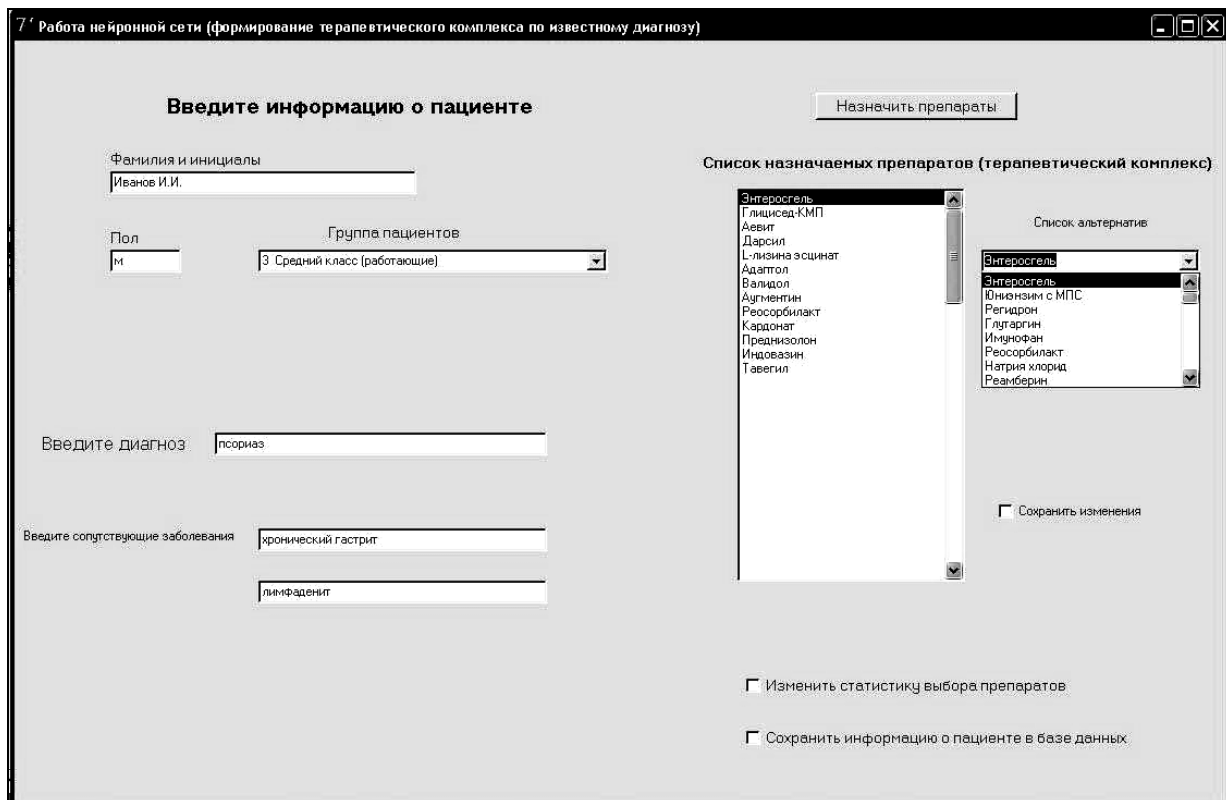 7' Работа нейронной сети (формирование терапевтического комплекса по известному диагнозу)
Введите информацию о пациенте
Фамилия и инициалы
Иванов И.И.
Пол
м
Группа пациентов
3 Средний класс (работающие)
Введите диагноз
псориаз
Введите сопутствующие заболевания
хронический гастрит
лимфаденит
Назначить препараты
Список назначаемых препаратов (терапевтический комплекс)
Энтеросгель
Глицисед-КМП
Аевит
Дарсил
L-лизина эсцинат
Адаптол
Валидол
Аугментин
Реосорбилакт
Кардонат
Преднизолон
Индовазин
Тавегил
Список альтернатив
Энтеросгель
Энтеросгель
Юниэнзим с МПС
Регидрон
Глутаргин
Имунофан
Реосорбилакт
Натрия хлорид
Реамберин
Сохранить изменения
Изменить статистику выбора препаратов
Сохранить информацию о пациенте в базе данных